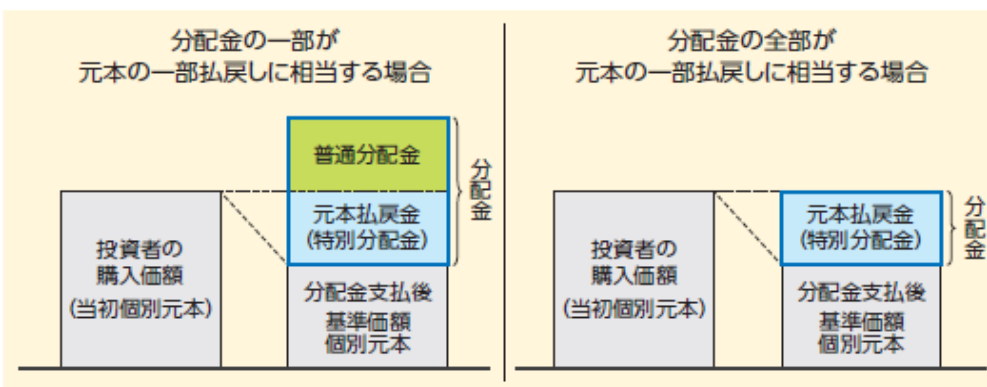 分配金の一部が
元本の一部払戻しに相当する場合
普通分配金
元本払戻金
(特別分配金)
分配金
投資者の
購入価額
(当初個別元本)
分配金支払後
基準価額
個別元本
分配金の全部が
元本の一部払戻しに相当する場合
元本払戻金
(特別分配金)
分配金
投資者の
購入価額
(当初個別元本)
分配金支払後
基準価額
個別元本